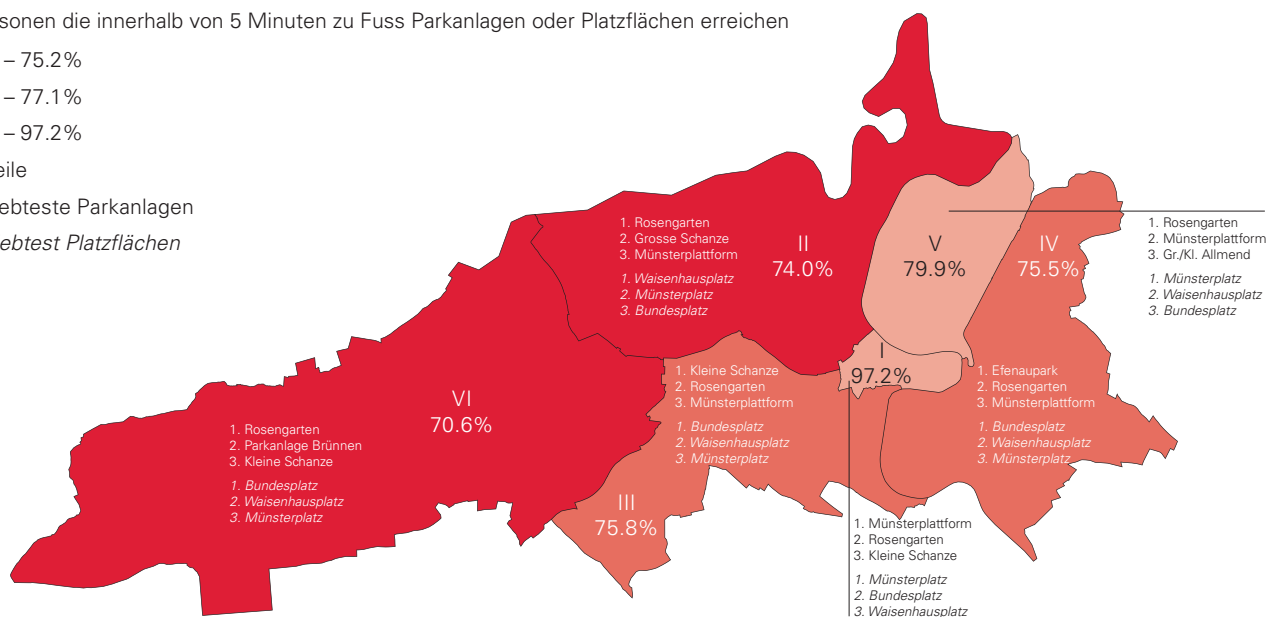 sonen die innerhalb von 5 Minuten zu Fuss Parkanlagen oder Platzflächen erreichen
– 75.2%
– 77.1%
– 97.2%
eile
ebteste Parkanlagen
ebtest Platzflächen
1. Rosengarten
2. Grosse Schanze
3. Münsterplattform
1. Waisenhausplatz
2. Münsterplatz
3. Bundesplatz
II
74.0%
V
79.9%
IV
75.5%
1. Rosengarten
2. Münsterplattform
3. Gr./Kl. Allmend
1. Münsterplatz
2. Waisenhausplatz
3. Bundesplatz
I
97.2%
1. Kleine Schanze
2. Rosengarten
3. Münsterplattform
1. Bundesplatz
2. Waisenhausplatz
3. Münsterplatz
1. Efenaupark
2. Rosengarten
3. Münsterplattform
1. Bundesplatz
2. Waisenhausplatz
3. Münsterplatz
VI
70.6%
1. Rosengarten
2. Parkanlage Brünnen
3. Kleine Schanze
1. Bundesplatz
2. Waisenhausplatz
3. Münsterplatz
III
75.8%
1. Münsterplattform
2. Rosengarten
3. Kleine Schanze
1. Münsterplatz
2. Bundesplatz
3. Waisenhausplatz